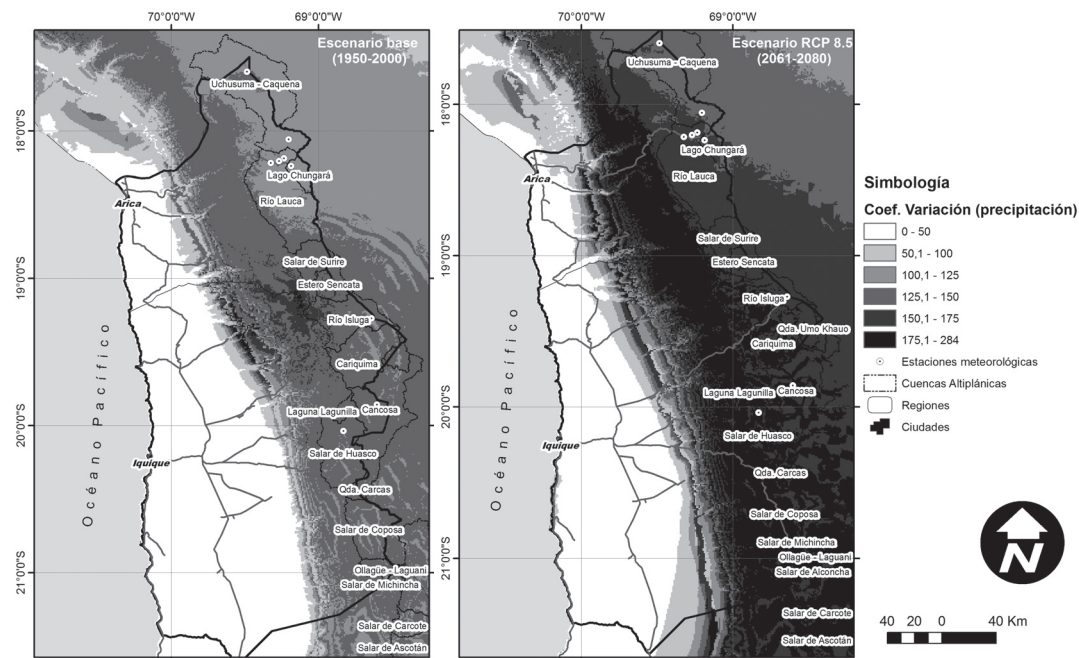 70°0'0"W
69°0'0"W
Escenario base
(1950-2000)
18°0'0"S
19°0'0"S
20°0'0"S
21°0'0"S
Uchusuma - Caquena
Lago Chungará
Arica
Río Lauca
Salar de Surire
Estero Sencata
Río Isluga
Cariquima
Laguna Lagunilla
Cancosa
Salar de Huasco
Iquique
Qda. Carcas
Salar de Coposa
Ollagüe - Laguani
Salar de Michincha
Salar de Carcote
Salar de Ascotán
Océano Pacífico
70°0'0"W
69°0'0"W
Escenario RCP 8.5
(2061-2080)
18°0'0"S
19°0'0"S
20°0'0"S
21°0'0"S
Uchusuma - Caquena
Lago Chungará
Arica
Río Lauca
Salar de Surire
Estero Sencata
Río Isluga
Qda. Umo Khauo
Cariquima
Laguna Lagunilla
Cancosa
Salar de Huasco
Iquique
Qda. Carcas
Salar de Coposa
Salar de Michincha
Ollagüe - Laguani
Salar de Alconcha
Salar de Carcote
Salar de Ascotán
Océano Pacífico
Simbología
Coef. Variación (precipitación)
0 - 50
50,1 - 100
100,1 - 125
125,1 - 150
150,1 - 175
175,1 - 284
Estaciones meteorológicas
Cuencas Altiplánicas
Regiones
Ciudades
N
40 20 0 40 Km